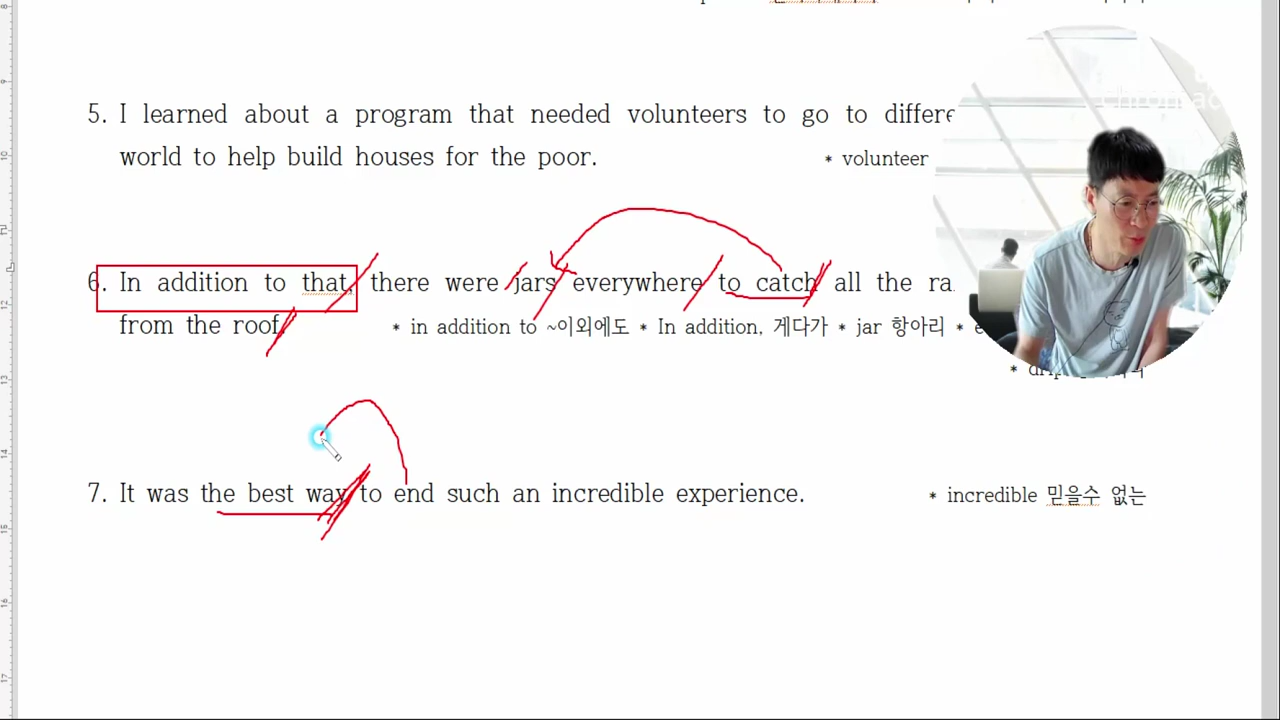 5. I learned about a program that needed volunteers to go to
world to help build houses for the poor. * volunteer
6. In addition to that, there were jars everywhere to catch all the
from the roof * in addition to ~이외에도 * In addition, 게다가 * jar 항아리 *
*
7. It was the best way to end such an incredible experience. * incredible 믿을수 없는